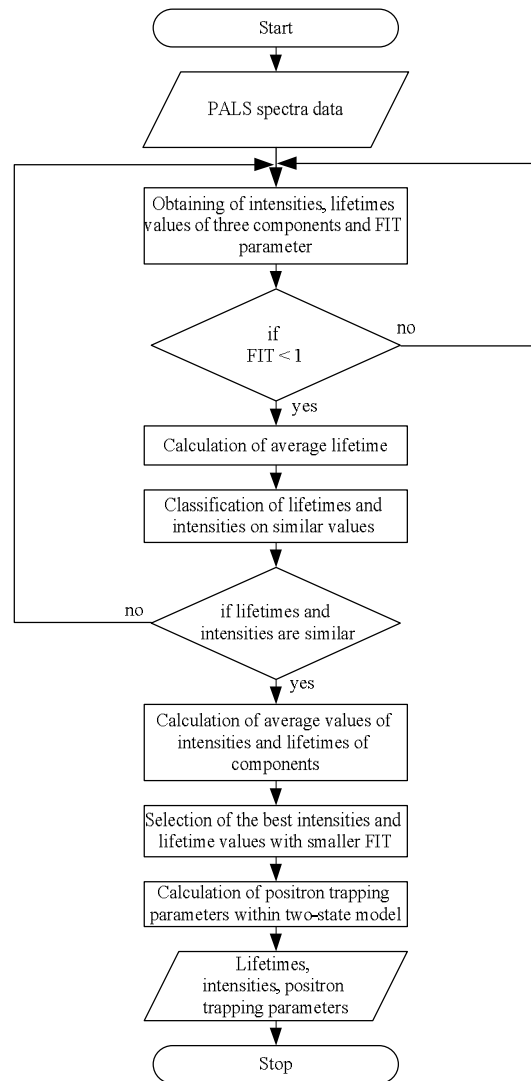 Start
PALS spectra data
Obtaining of intensities, lifetimes
values of three components and FIT
parameter
if
FIT < 1
no
yes
Calculation of average lifetime
Classification of lifetimes and
intensities on similar values
no
if lifetimes and
intensities are similar
yes
Calculation of average values of
intensities and lifetimes of
components
Selection of the best intensities and
lifetime values with smaller FIT
Calculation of positron trapping
parameters within two-state model
Lifetimes,
intensities, positron
trapping parameters
Stop